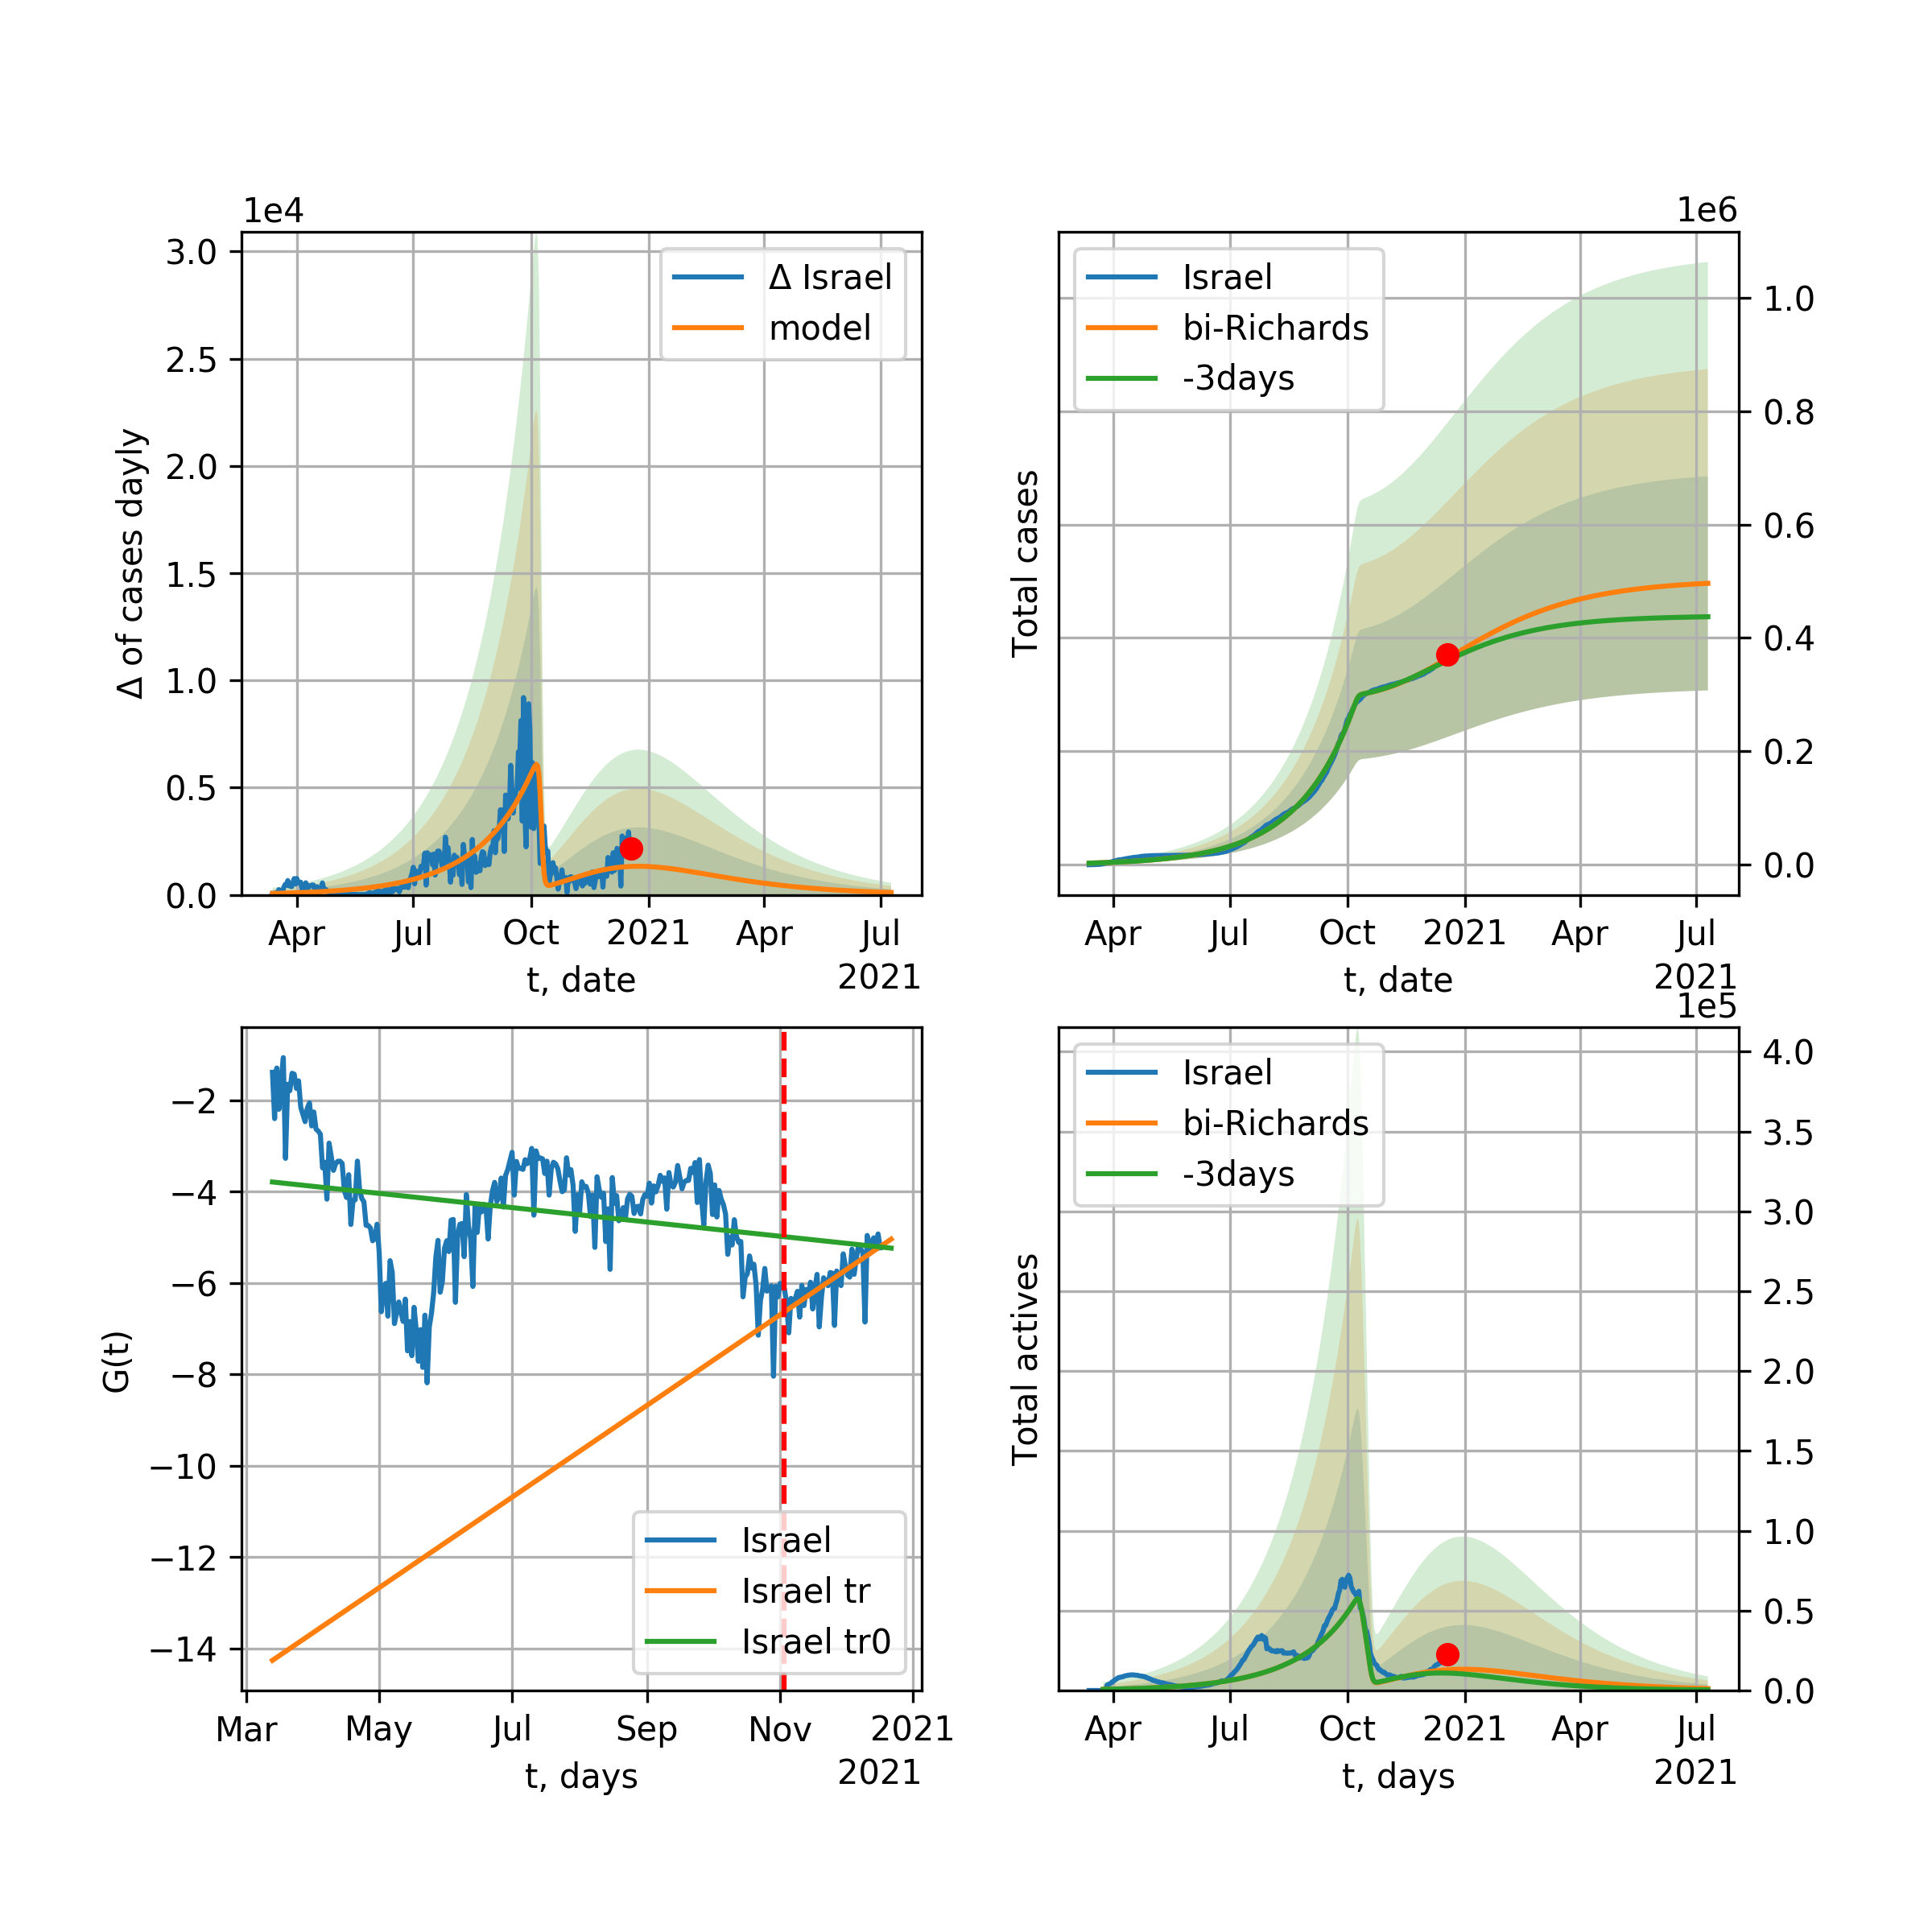 1e4
3.0
2.5
2.0
1.5
1.0
0.5
0.0
Δ of cases dayly
Δ Israel
model
Apr Jul Oct 2021 Apr Jul
t, date
2021
1e6
Israel
bi-Richards
-3days
Total cases
1.0
0.8
0.6
0.4
0.2
0.0
Apr Jul Oct 2021 Apr Jul
t, date
2021
−2
−4
−6
−8
−10
−12
−14
G(t)
Israel
Israel tr
Israel tr0
Mar May Jul Sep Nov 2021
t, days
2021
1e5
Israel
bi-Richards
-3days
Total actives
4.0
3.5
3.0
2.5
2.0
1.5
1.0
0.5
0.0
Apr Jul Oct 2021 Apr Jul
t, days
2021